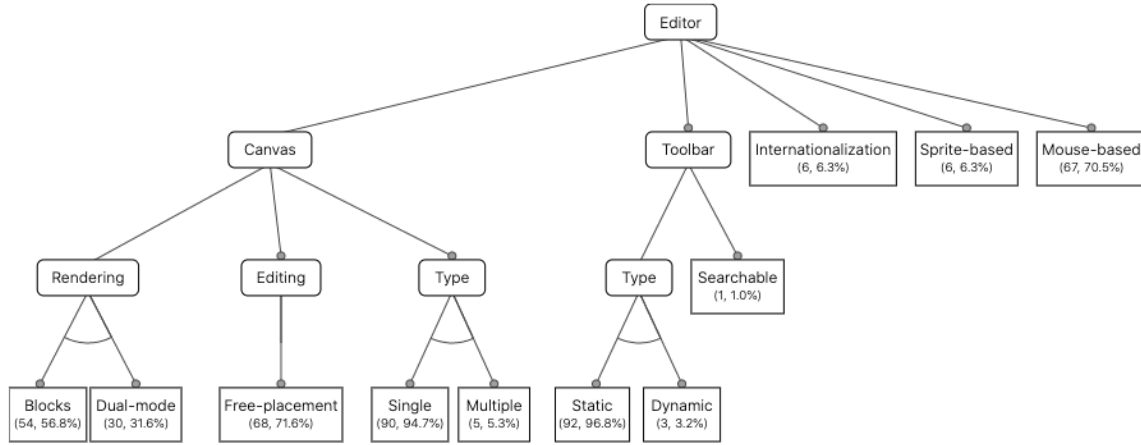 Editor
Canvas
Toolbar
Internationalization
(6, 6.3%)
Sprite-based
(6, 6.3%)
Mouse-based
(67, 70.5%)
Rendering
Editing
Type
Type
Searchable
(1, 1.0%)
Blocks
(54, 56.8%)
Dual-mode
(30, 31.6%)
Free-placement
(68, 71.6%)
Single
(90, 94.7%)
Multiple
(5, 5.3%)
Static
(92, 96.8%)
Dynamic
(3, 3.2%)